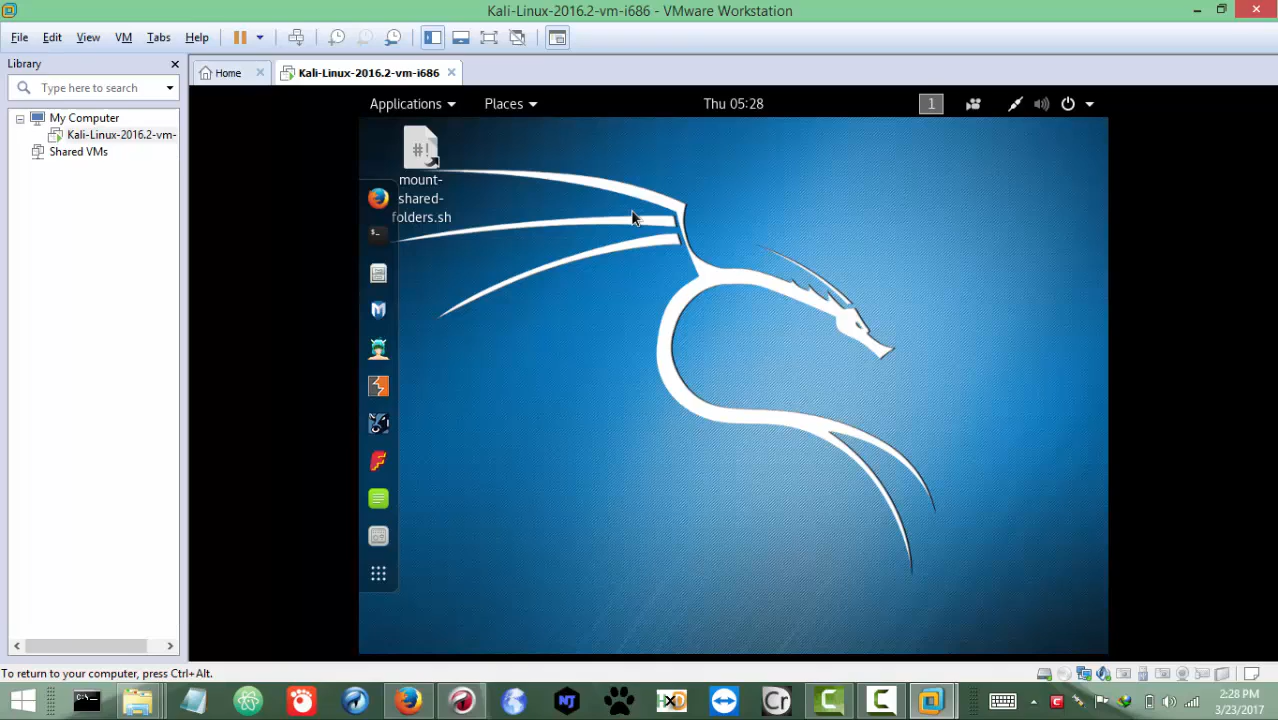 Kali-Linux-2016.2-vm-i686 - VMware Workstation
File Edit View VM Tabs Help
Library
Type here to search
My Computer
Kali-Linux-2016.2-vm-
Shared VMs
Home
Kali-Linux-2016.2-vm-i686
Applications Places Thu 05:28 1
#!
mount-
shared-
folders.sh
To return to your computer, press Ctrl+Alt.
NT
Cr
2:28 PM
3/23/2017